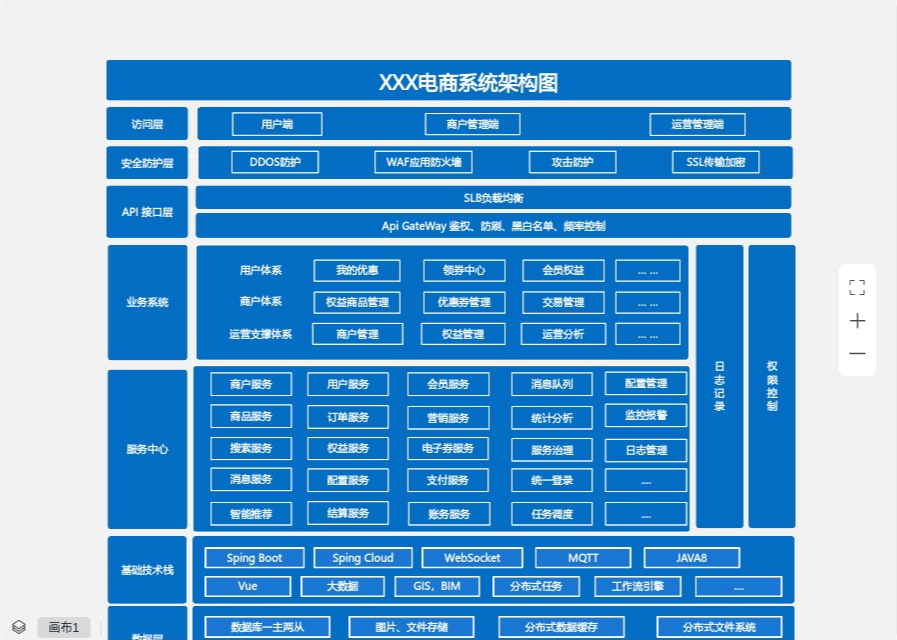 XXX电商系统架构图
访问层
用户端
商户管理端
运营管理端
安全防护层
DDOS防护
WAF应用防火墙
攻击防护
SSL传输加密
API 接口层
SLB负载均衡
Api GateWay 鉴权、防刷、黑白名单、频率控制
业务系统
用户体系
我的优惠
领券中心
会员权益
... ...
商户体系
权益商品管理
优惠券管理
交易管理
... ...
运营支撑体系
商户管理
权益管理
运营分析
... ...
日志记录
权限控制
服务中心
商户服务
用户服务
会员服务
消息队列
配置管理
商品服务
订单服务
营销服务
统计分析
监控报警
搜索服务
权益服务
电子券服务
服务治理
日志管理
消息服务
配置服务
支付服务
统一登录
....
智能推荐
结算服务
账务服务
任务调度
....
基础技术栈
Sping Boot
Sping Cloud
WebSocket
MQTT
JAVA8
Vue
大数据
GIS，BIM
分布式任务
工作流引擎
....
数据层
数据库一主两从
图片、文件存储
分布式数据缓存
分布式文件系统
画布1